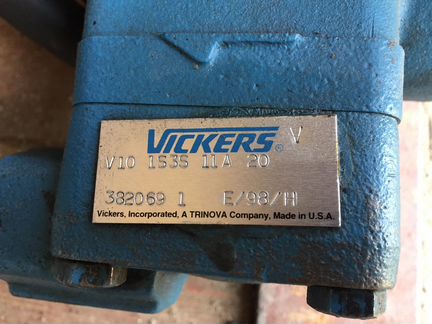 VICKERS® V
V10 1S3S 11A 20
382069 1 E/98/H
Vickers, Incorporated, A TRINOVA Company, Made in U.S.A.